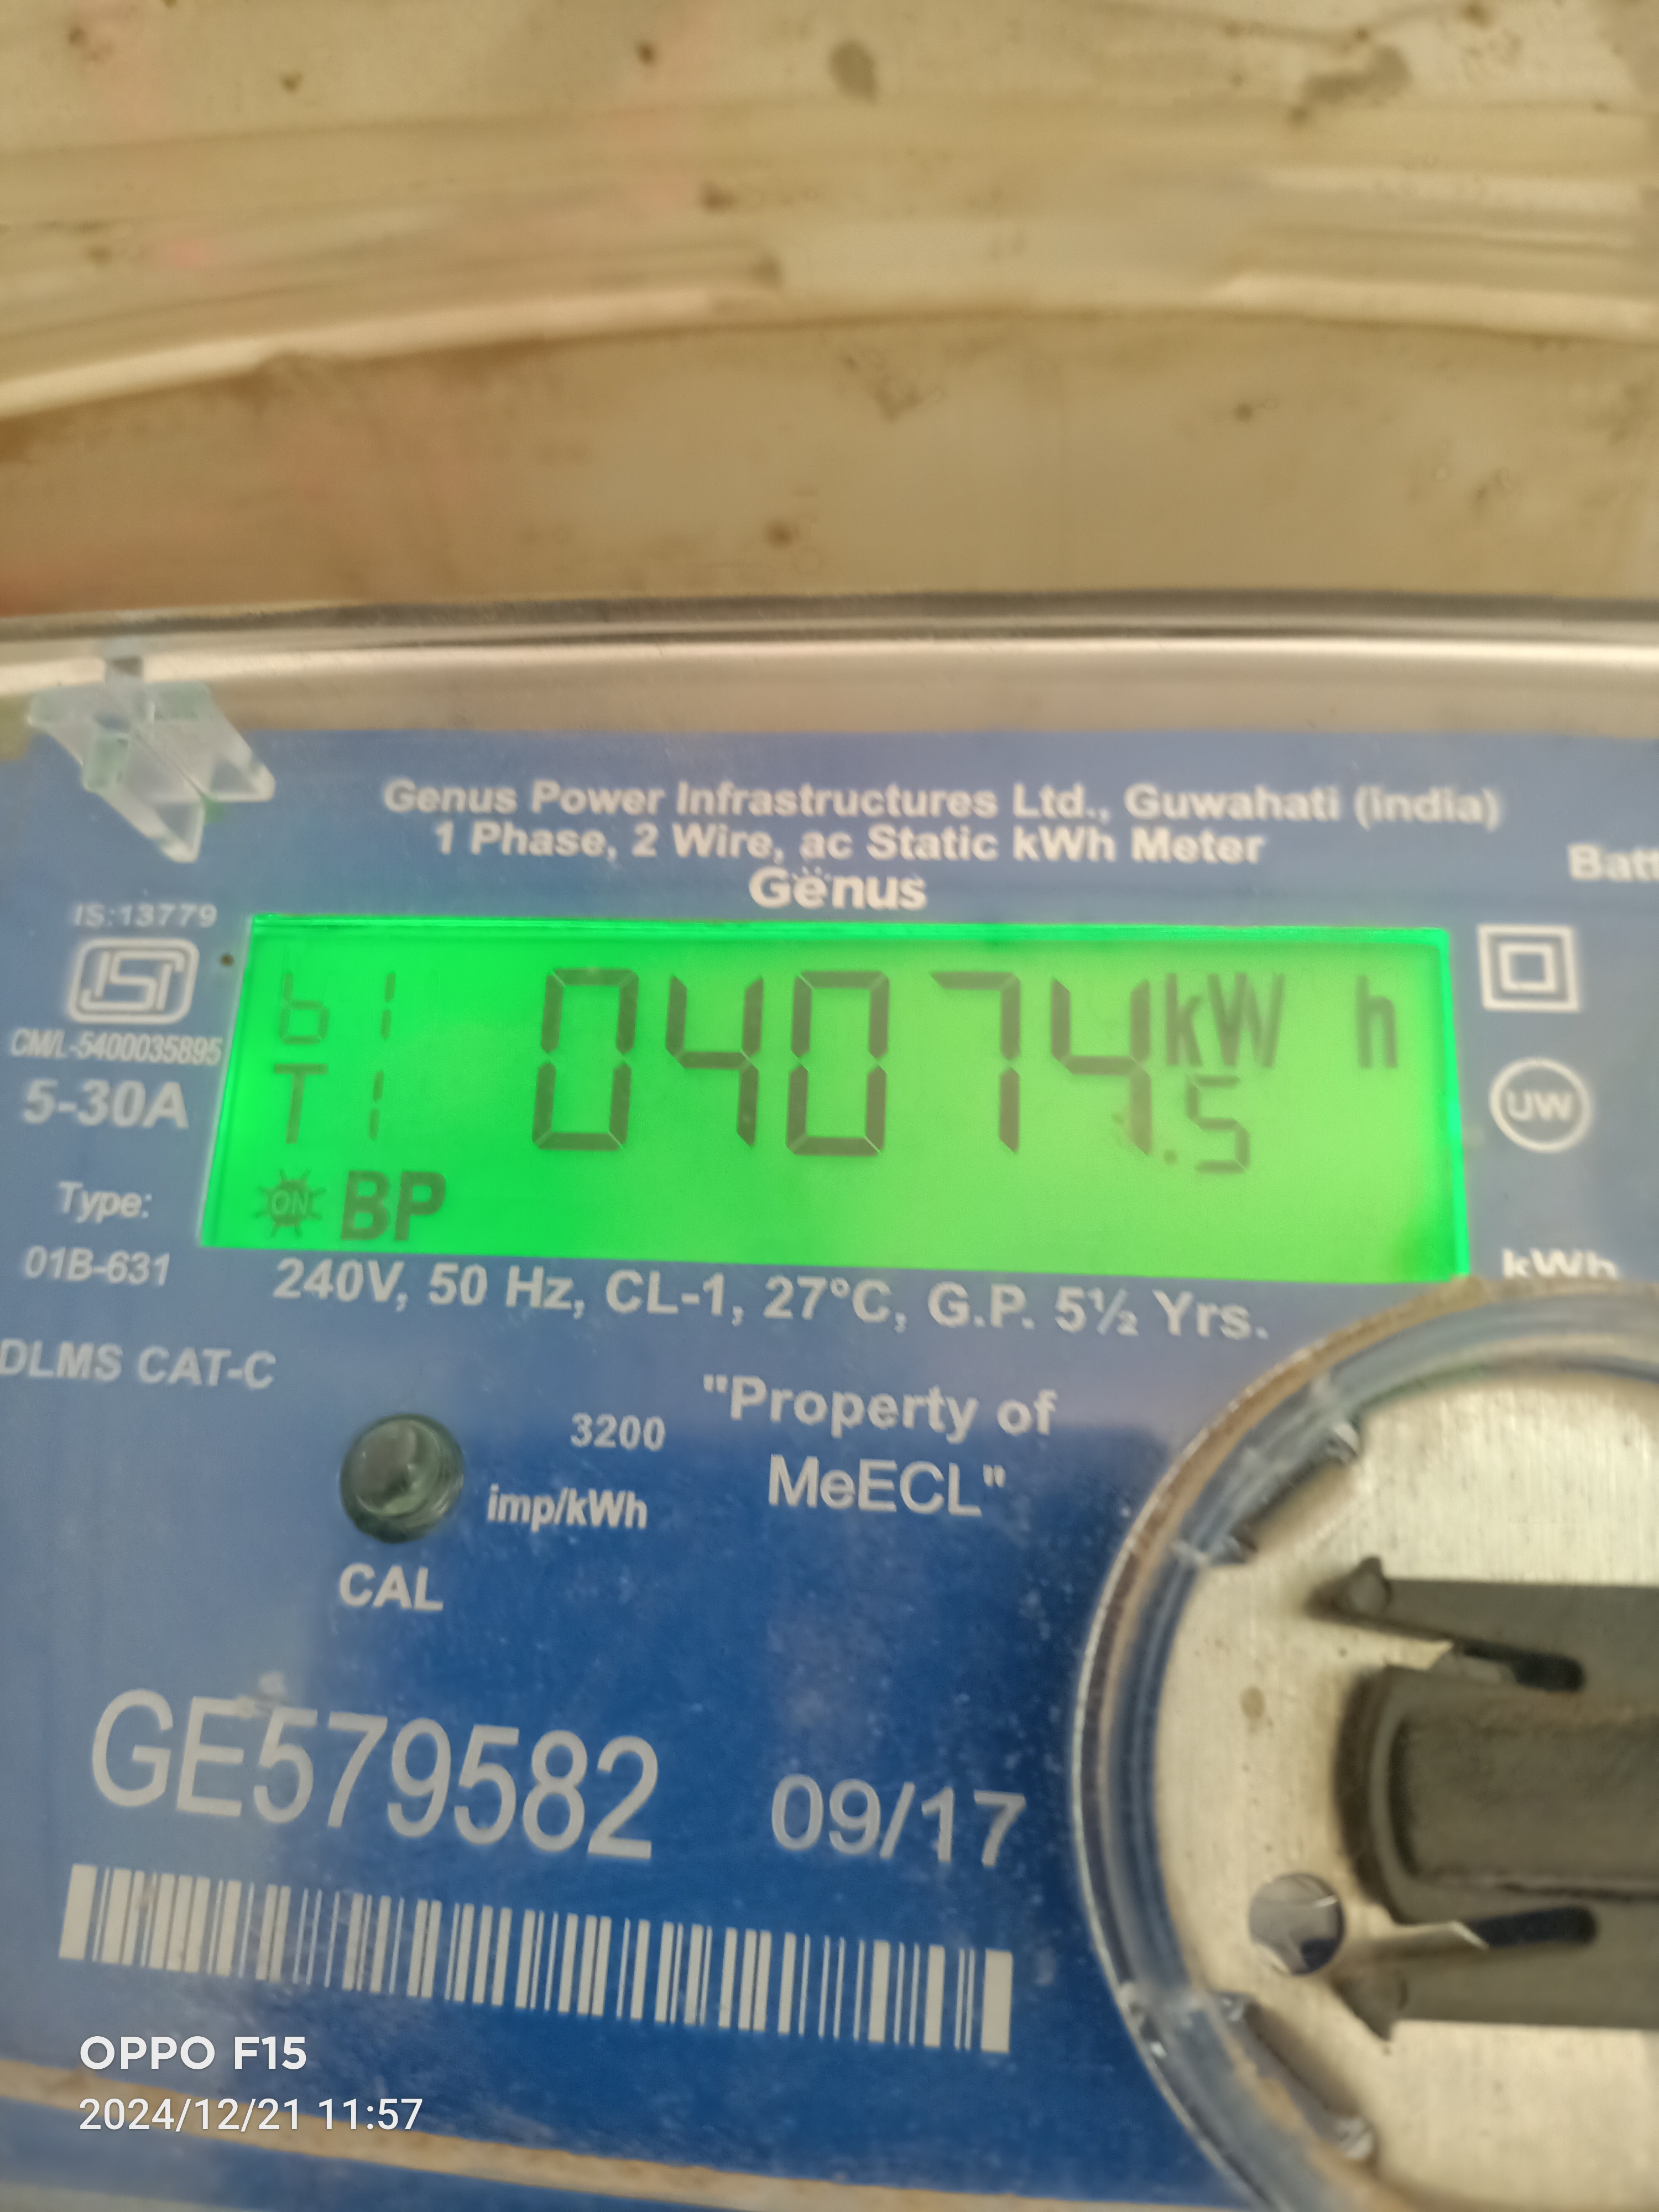 Genus Power Infrastructures Ltd., Guwahati (India)
1 Phase, 2 Wire, ac Static kWh Meter
Genus
IS:13779
ISI
CM/L-5400035895
5-30A
Type:
01B-631
b1 04074.5 kWh
T1
ON BP
UW
kWh
240V, 50 Hz, CL-1, 27°C, G.P. 5½ Yrs.
DLMS CAT-C
3200
imp/kWh
CAL
"Property of
MeECL"
GE579582 09/17
OPPO F15
2024/12/21 11:57